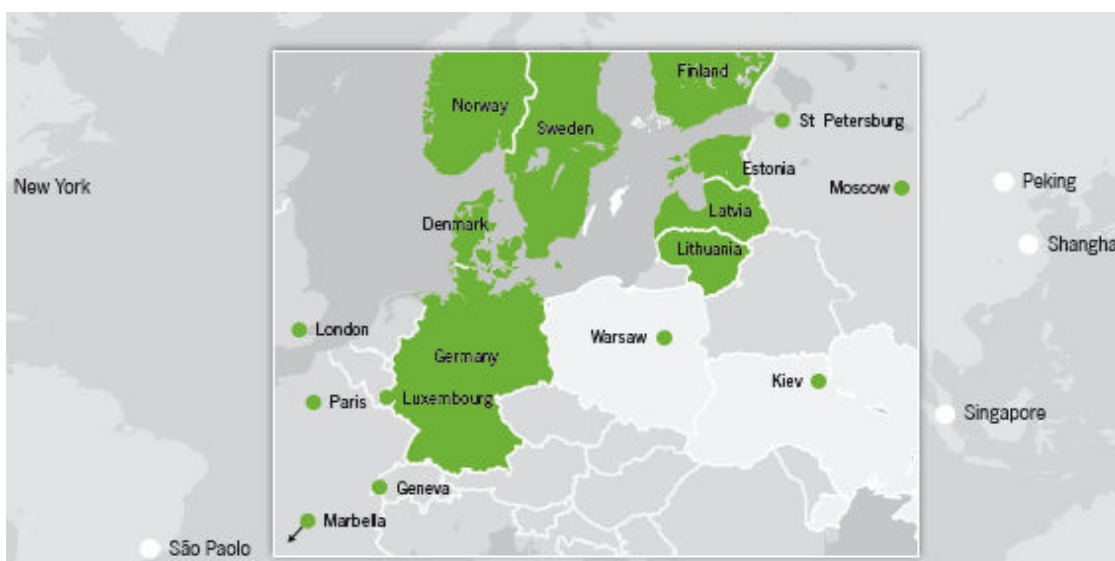 Finland
Norway
St Petersburg
Sweden
Estonia
New York
Moscow
Peking
Latvia
Denmark
Shangha
Lithuania
London
Warsaw
Germany
Kiev
Paris
Luxembourg
Singapore
Geneva
Marbella
São Paolo